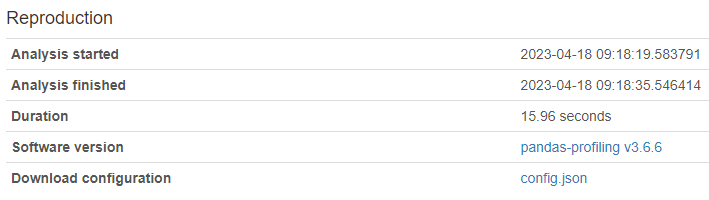 Reproduction
Analysis started 2023-04-18 09:18:19.583791
Analysis finished 2023-04-18 09:18:35.546414
Duration 15.96 seconds
Software version pandas-profiling v3.6.6
Download configuration config.json